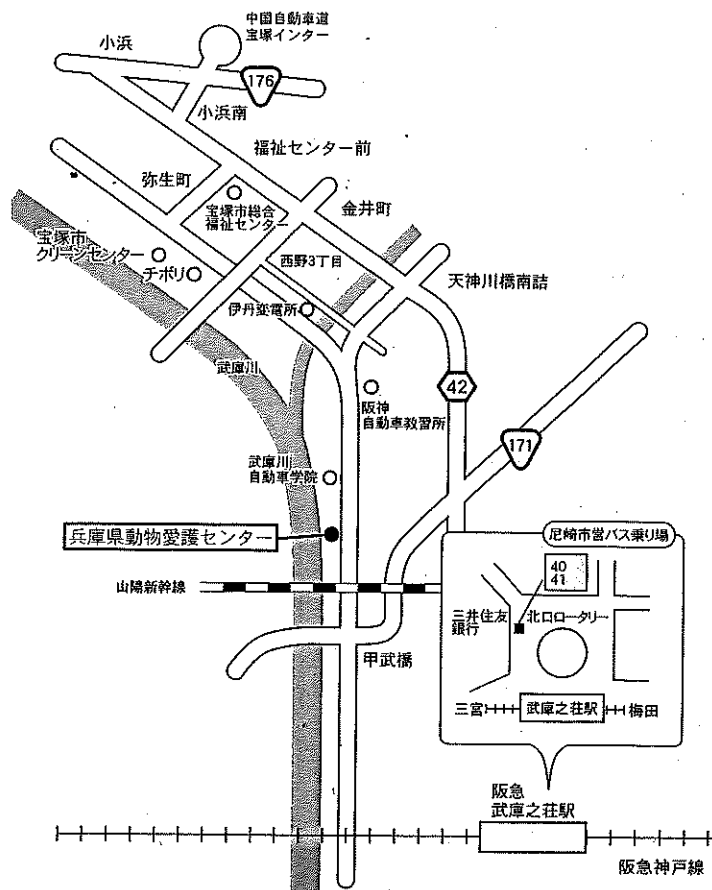 中国自動車道
宝塚インター
小浜
176
小浜南
福祉センター前
弥生町
宝塚市総合
福祉センター
金井町
宝塚市
クリーンセンター
チボリ
西野3丁目
天神川橋南詰
伊丹変電所
武庫川
42
阪神
自動車教習所
171
武庫川
自動車学院
兵庫県動物愛護センター
尼崎市営バス乗り場
40
41
山陽新幹線
三井住友
銀行
北口ロータリー
甲武橋
三宮
武庫之荘駅
梅田
阪急
武庫之荘駅
阪急神戸線